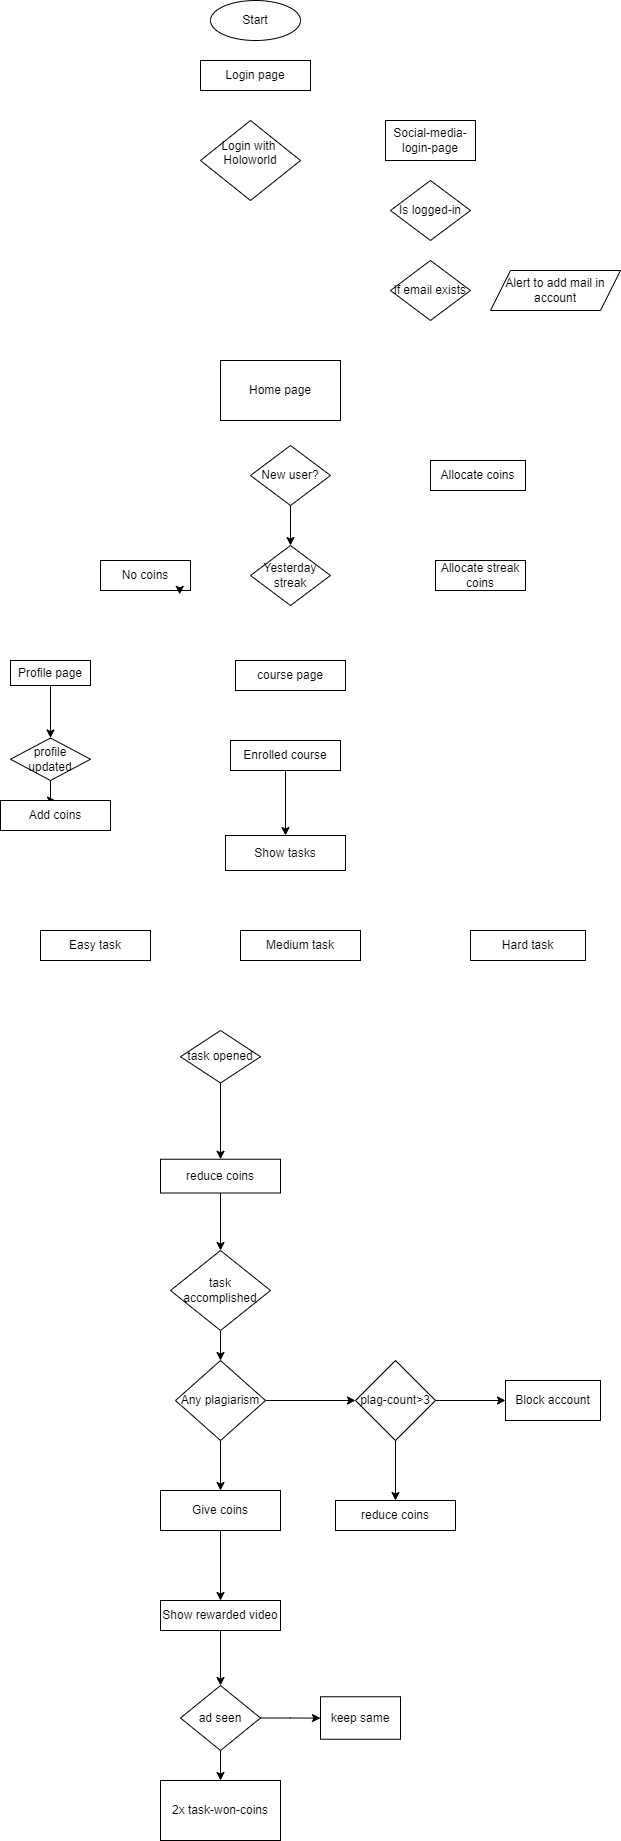 Start
Login page
Login with
Holoworld
Social-media-
login-page
Is logged-in
If email exists
Alert to add mail in
account
Home page
New user?
Allocate coins
No coins
Yesterday
streak
Allocate streak
coins
Profile page
course page
profile
updated
Enrolled course
Add coins
Show tasks
Easy task
Medium task
Hard task
task opened
reduce coins
task
accomplished
Any plagiarism
plag-count>3
Block account
Give coins
reduce coins
Show rewarded video
ad seen
keep same
2x task-won-coins